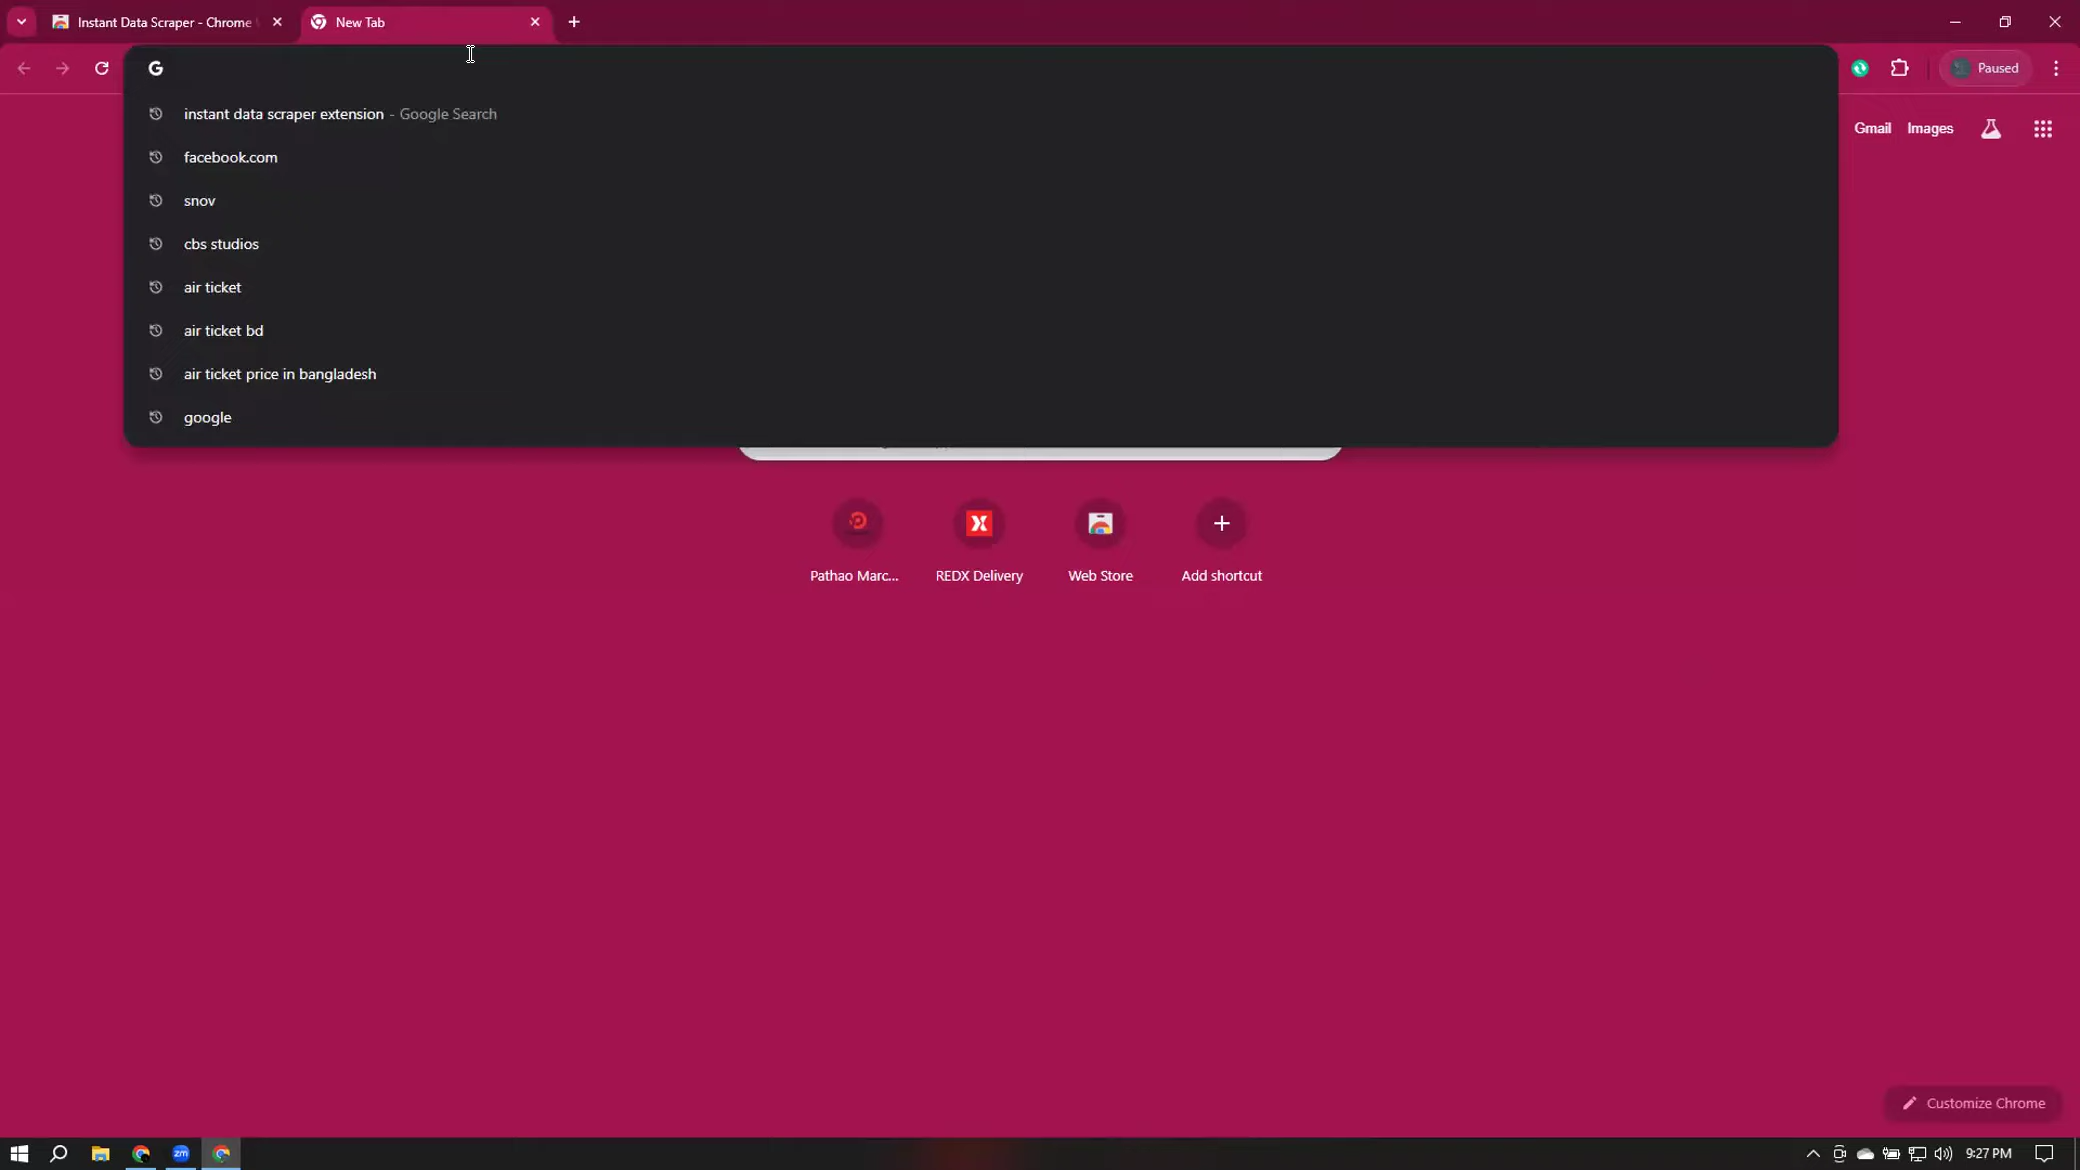 Instant Data Scraper - Chrome
New Tab
Paused
instant data scraper extension - Google Search
facebook.com
snov
cbs studios
air ticket
air ticket bd
air ticket price in bangladesh
google
Gmail
Images
Pathao Marc...
REDX Delivery
Web Store
Add shortcut
Customize Chrome
zm
9:27 PM